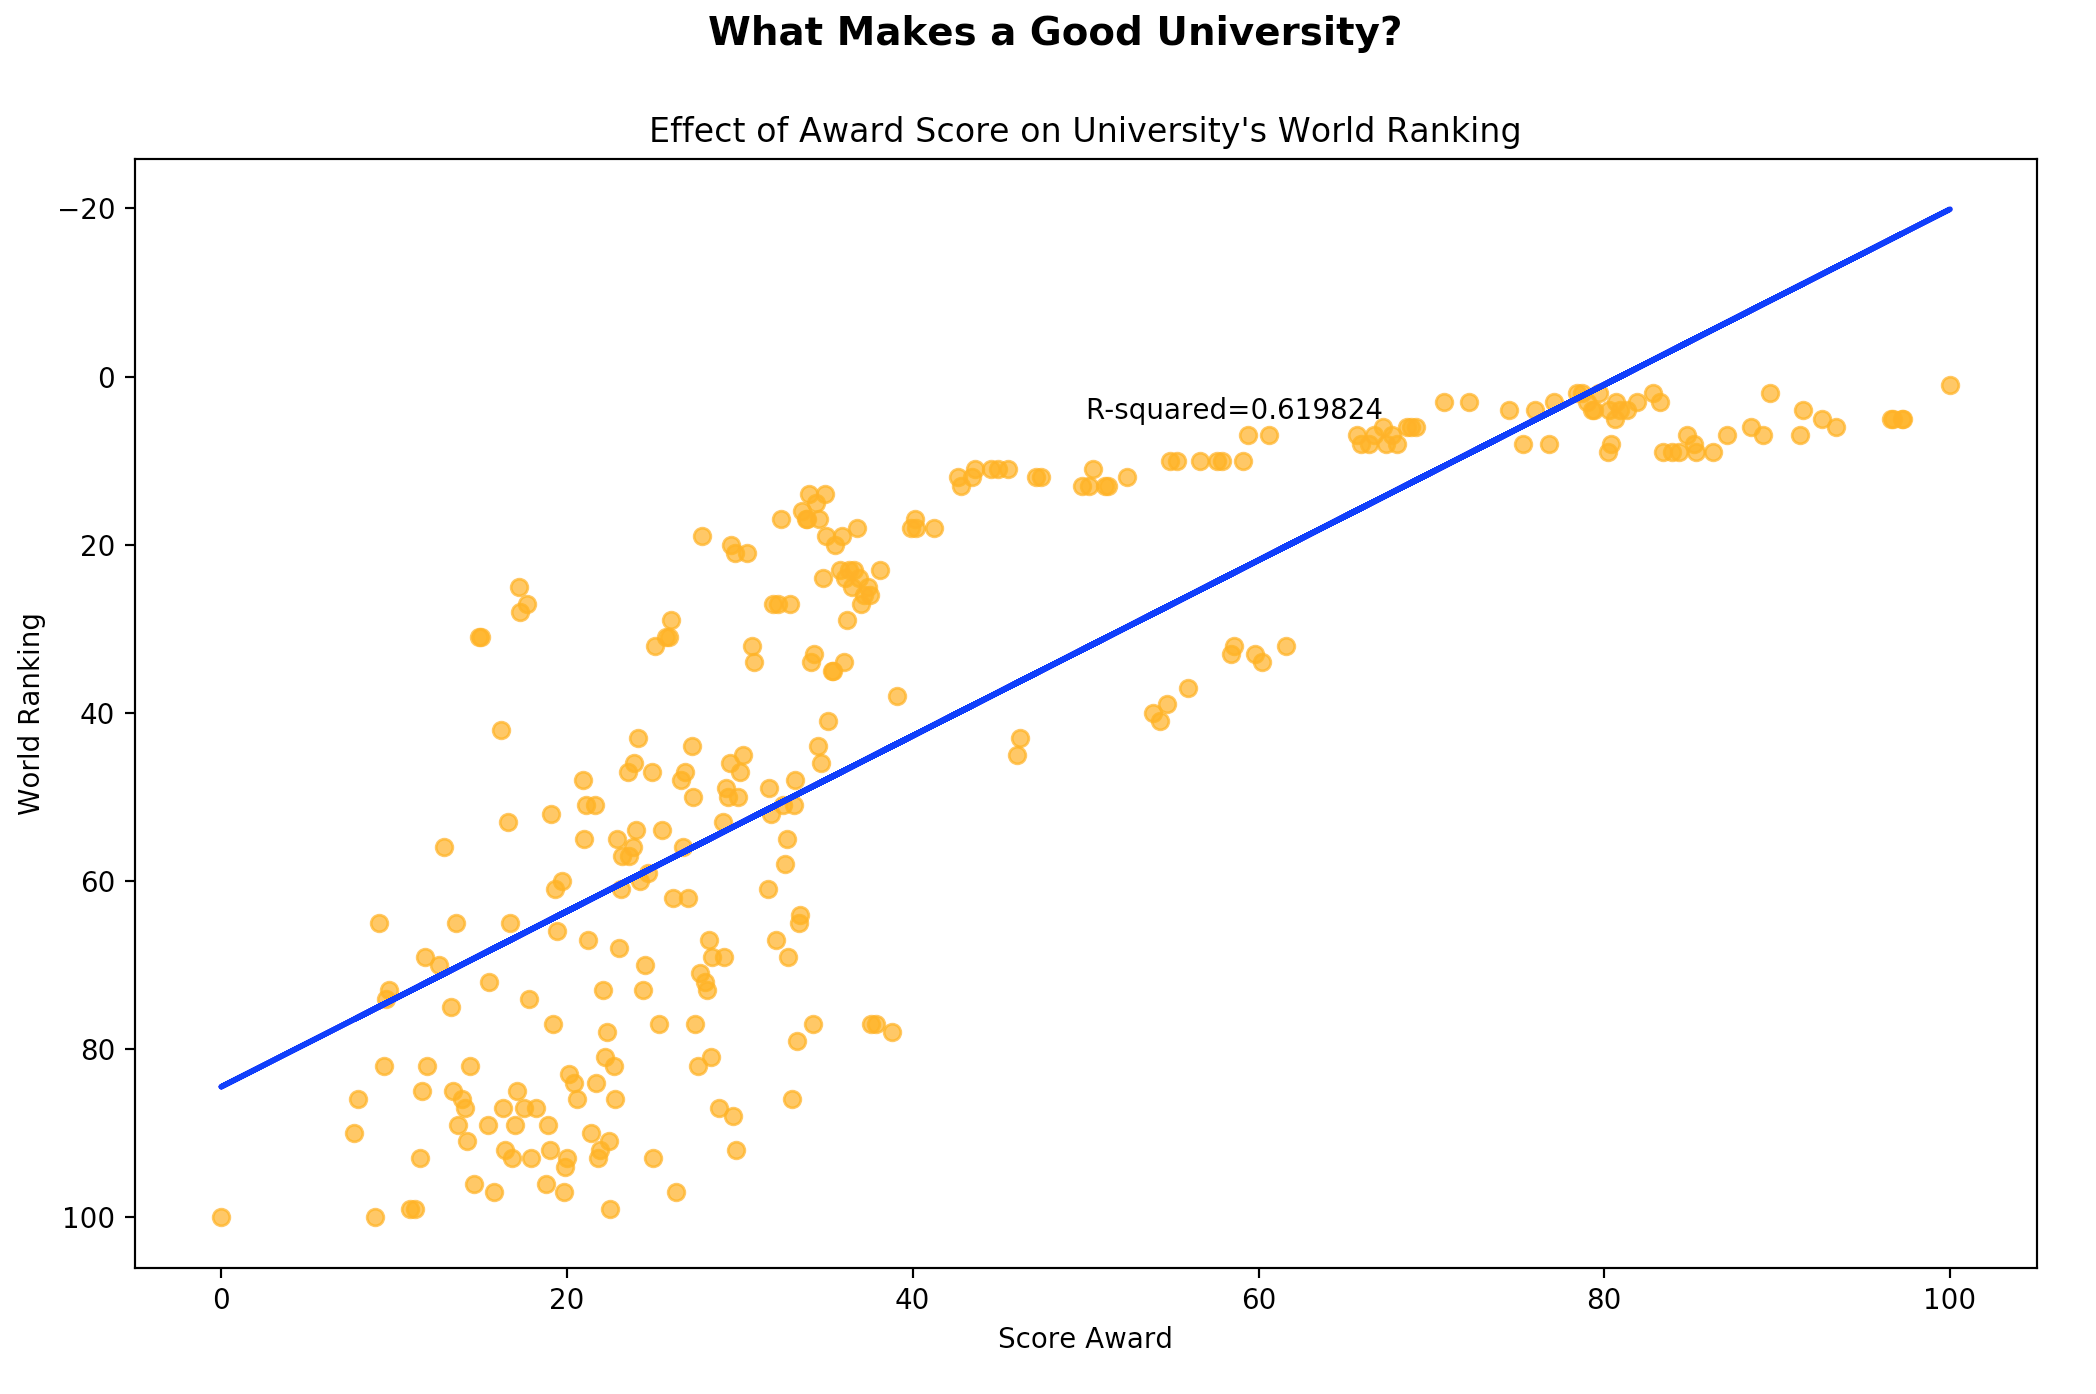 What Makes a Good University?
Effect of Award Score on University's World Ranking
−20
0
20
40
60
80
100
World Ranking
R-squared=0.619824
0
20
40
60
80
100
Score Award